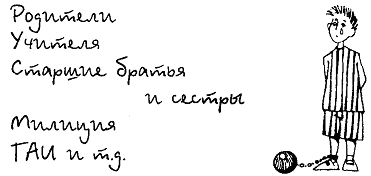 Родители
Учителя
Старшие братья
и сестры
Милиция
ГАИ и т.д.